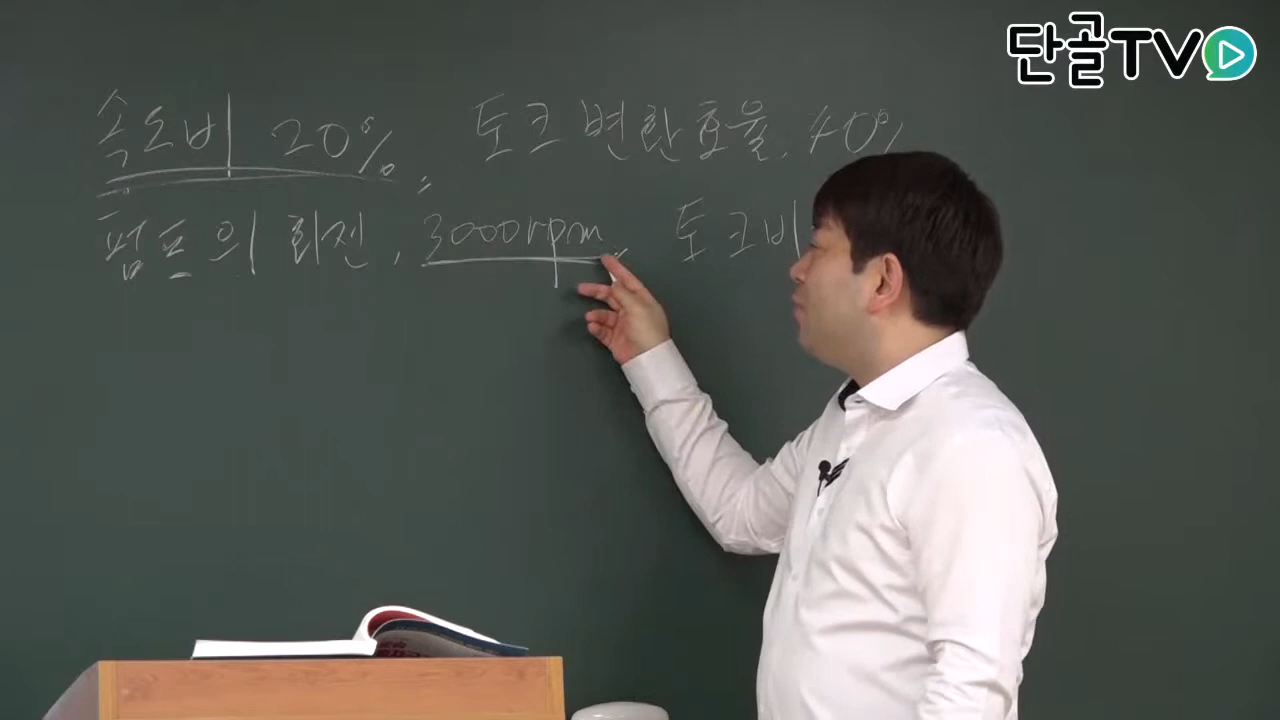 단골TV
속도비 20%, 토크변환효율, 40%
펌프의 회전, 3000rpm, 토크비